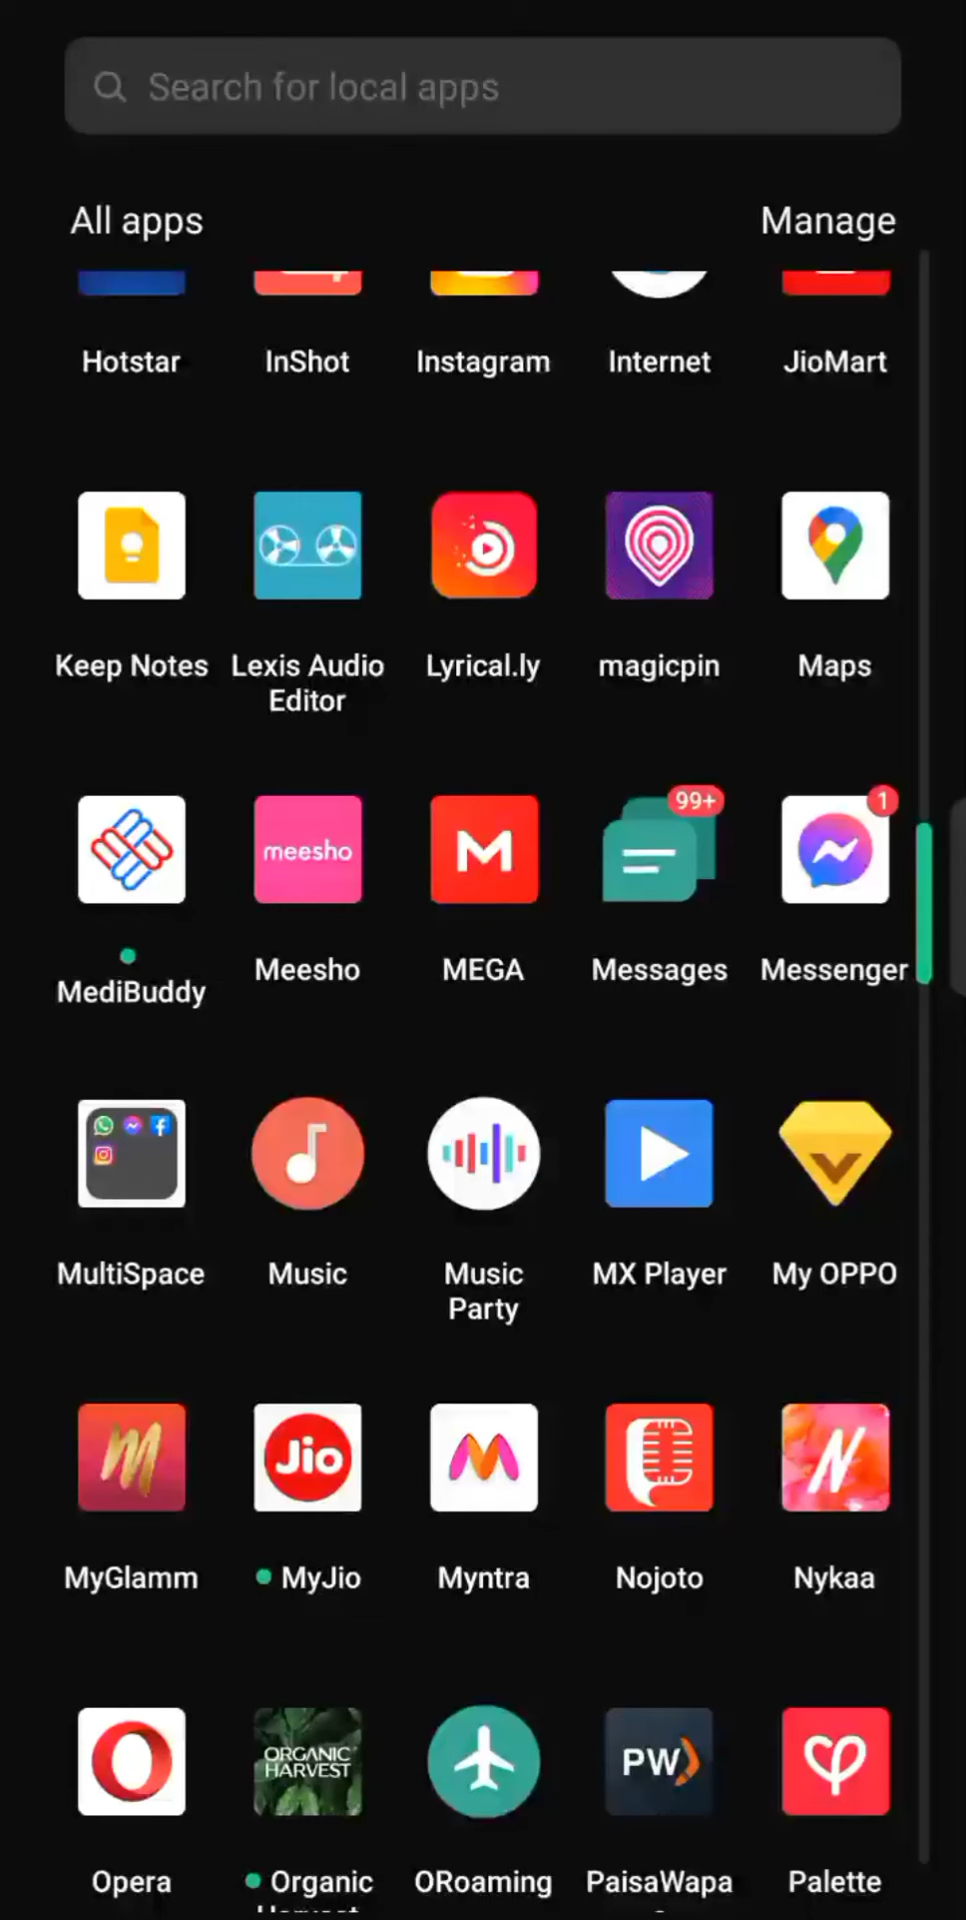 Search for local apps
All apps
Manage
Hotstar
InShot
Instagram
Internet
JioMart
Keep Notes
Lexis Audio
Editor
Lyrical.ly
magicpin
Maps
meesho
M
99+
1
MediBuddy
Meesho
MEGA
Messages
Messenger
MultiSpace
Music
Music
Party
MX Player
My OPPO
Jio
MyGlamm
MyJio
Myntra
Nojoto
Nykaa
ORGANIC
HARVEST
PW
Opera
Organic
ORoaming
PaisaWapa
Palette